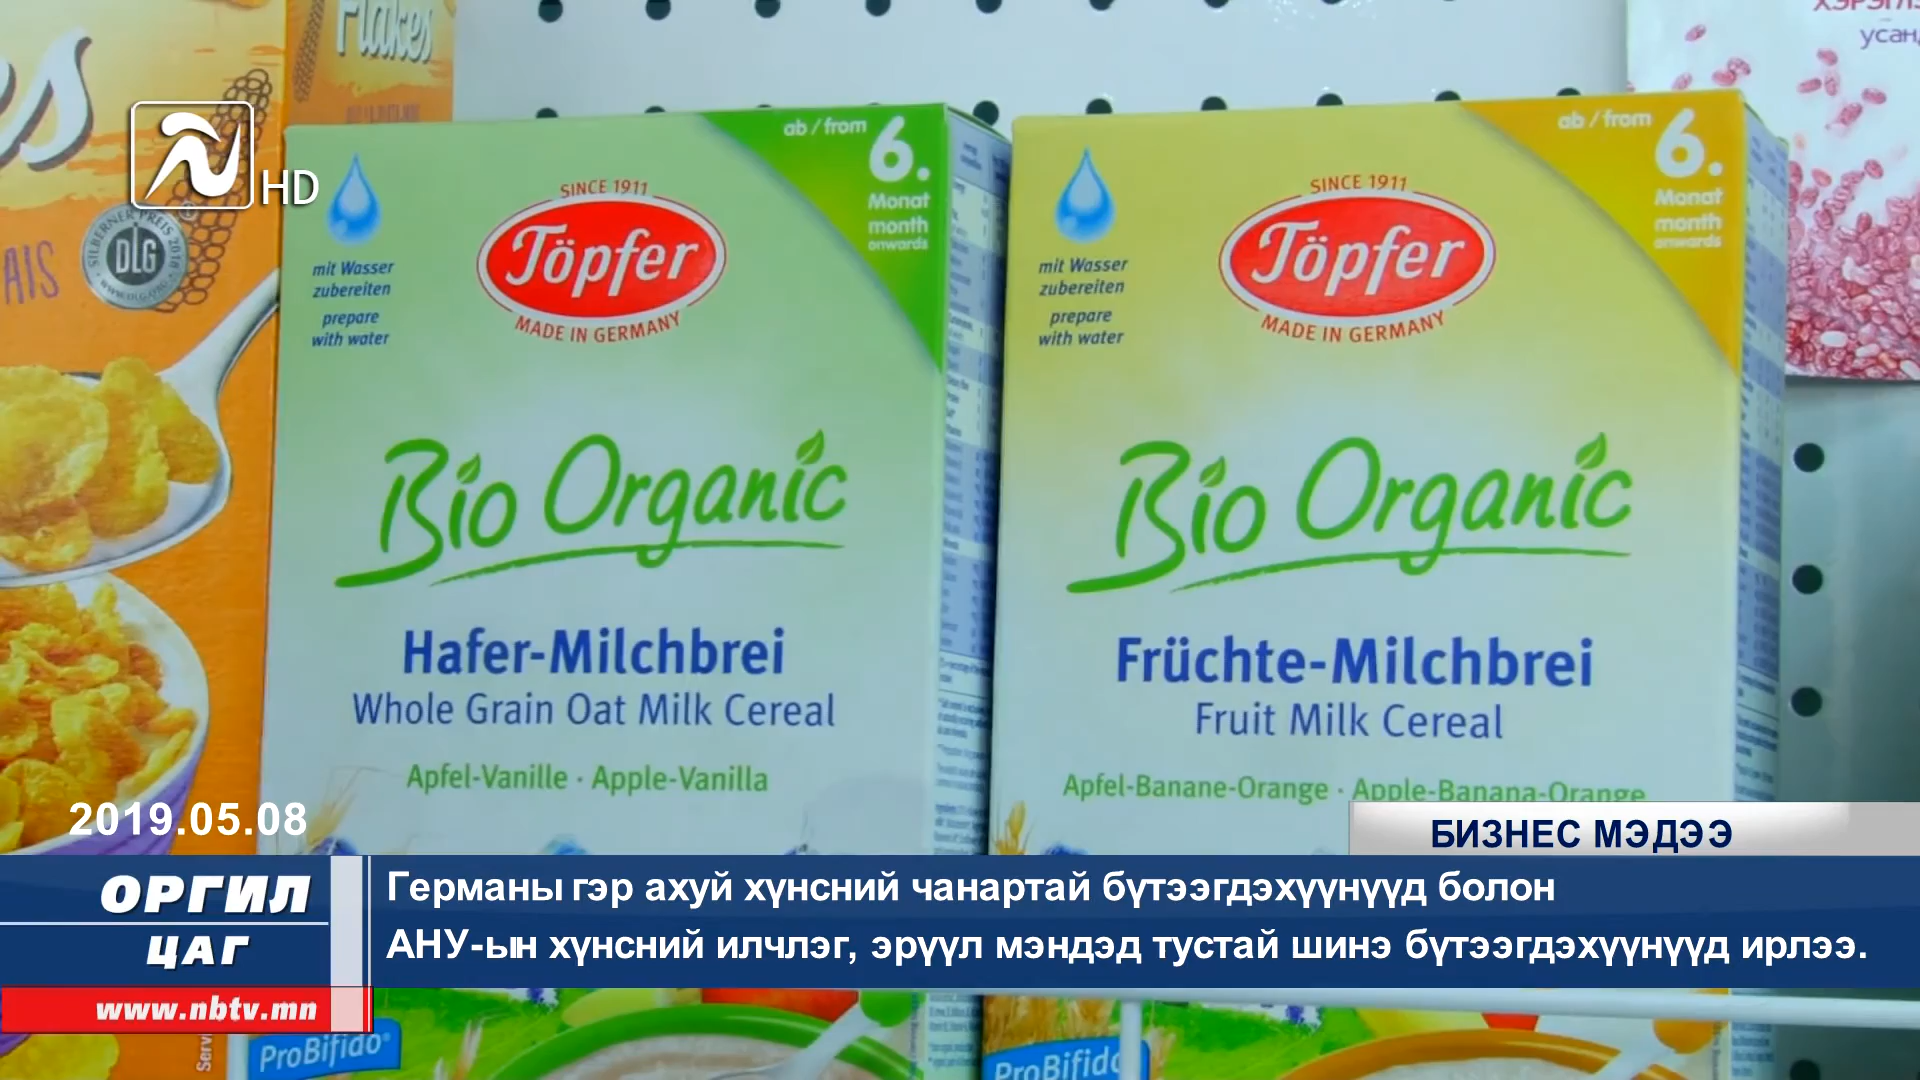 Flakes
HD
SILBERNER PREIS 2018
DLG
AIS
mit Wasser
zubereiten
prepare
with water
SINCE 1911
Töpfer
MADE IN GERMANY
ab / from
6.
Monat
month
onwards
Bio Organic
Hafer-Milchbrei
Whole Grain Oat Milk Cereal
Apfel-Vanille · Apple-Vanilla
mit Wasser
zubereiten
prepare
with water
SINCE 1911
Töpfer
MADE IN GERMANY
ab / from
6.
Monat
month
onwards
Bio Organic
Früchte-Milchbrei
Fruit Milk Cereal
Apfel-Banane-Orange · Apple-Banana-Orange
2019.05.08
БИЗНЕС МЭДЭЭ
ОРГИЛ
ЦАГ
Германы гэр ахуй хүнсний чанартай бүтээгдэхүүнүүд болон
АНУ-ын хүнсний илчлэг, эрүүл мэндэд тустай шинэ бүтээгдэхүүнүүд ирлээ.
www.nbtv.mn
ProBifido
ProBifido